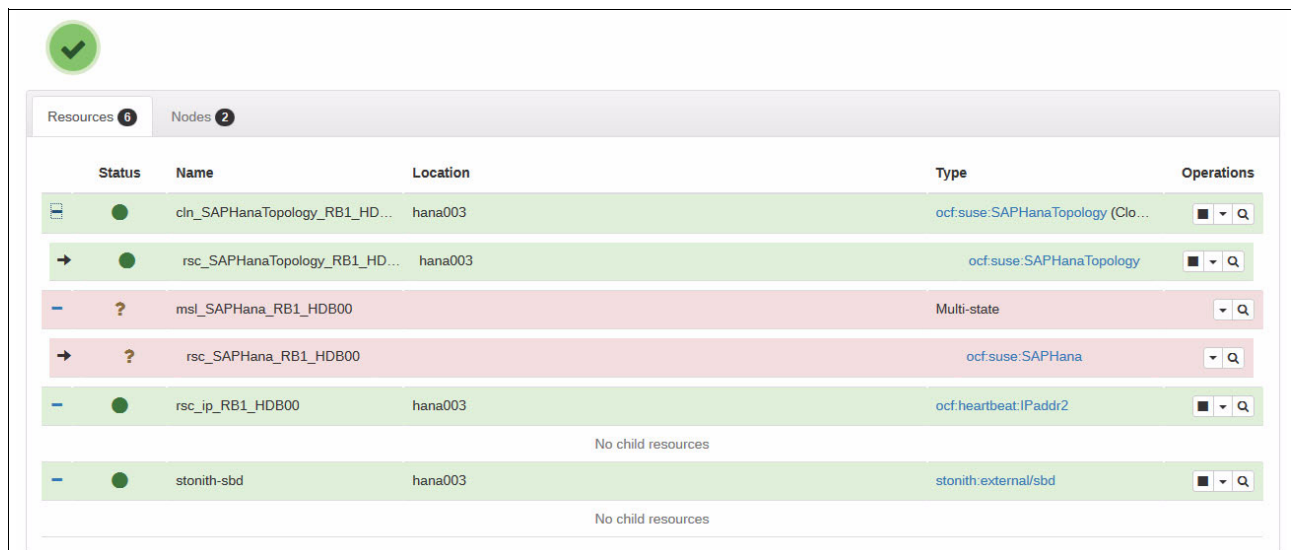 Resources 6 Nodes 2
Status Name Location Type Operations
cln_SAPHanaTopology_RB1_HD... hana003 ocf:suse:SAPHanaTopology (Clo...
rsc_SAPHanaTopology_RB1_HD... hana003 ocf:suse:SAPHanaTopology
? msl_SAPHana_RB1_HDB00 Multi-state
? rsc_SAPHana_RB1_HDB00 ocf:suse:SAPHana
rsc_ip_RB1_HDB00 hana003 ocf:heartbeat:IPaddr2
No child resources
stonith-sbd hana003 stonith:external/sbd
No child resources